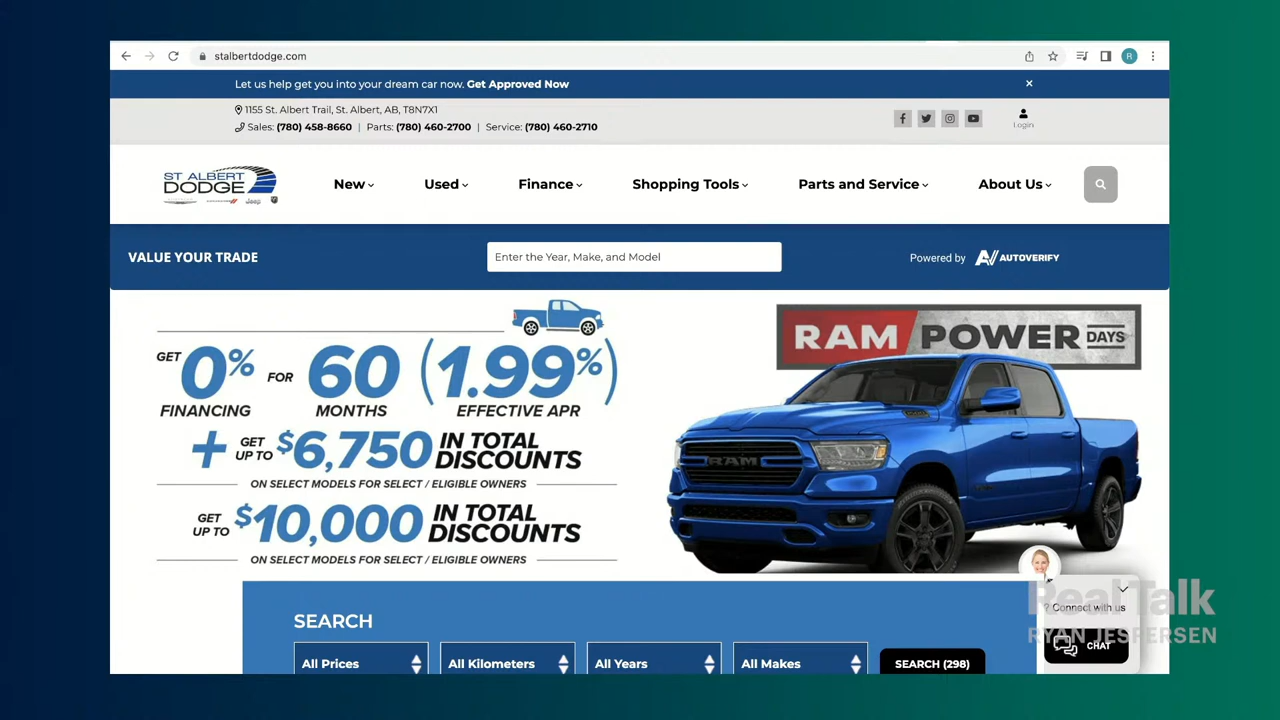 stalbertdodge.com
R
Let us help get you into your dream car now. Get Approved Now
×
1155 St. Albert Trail, St. Albert, AB, T8N7X1
Sales: (780) 458-8660 | Parts: (780) 460-2700 | Service: (780) 460-2710
Login
ST ALBERT
DODGE
Jeep
New
Used
Finance
Shopping Tools
Parts and Service
About Us
VALUE YOUR TRADE
Enter the Year, Make, and Model
Powered by AUTOVERIFY
RAM POWER DAYS
GET 0% FOR 60 (1.99%)
FINANCING MONTHS EFFECTIVE APR
+ GET UP TO $6,750 IN TOTAL DISCOUNTS
ON SELECT MODELS FOR SELECT / ELIGIBLE OWNERS
GET UP TO $10,000 IN TOTAL DISCOUNTS
ON SELECT MODELS FOR SELECT / ELIGIBLE OWNERS
RAM
SEARCH
All Prices
All Kilometers
All Years
All Makes
SEARCH (298)
? Connect with us
CHAT
Real Talk
RYAN JESPERSEN